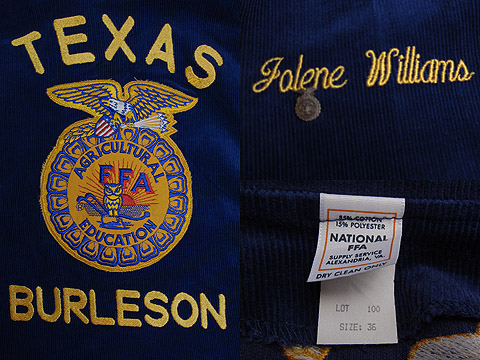 TEXAS
AGRICULTURAL
FFA
EDUCATION
BURLESON
Jalene Williams
85% COTTON
15% POLYESTER
NATIONAL
FFA
SUPPLY SERVICE
ALEXANDRIA, VA.
DRY CLEAN ONLY
LOT 100
SIZE: 36